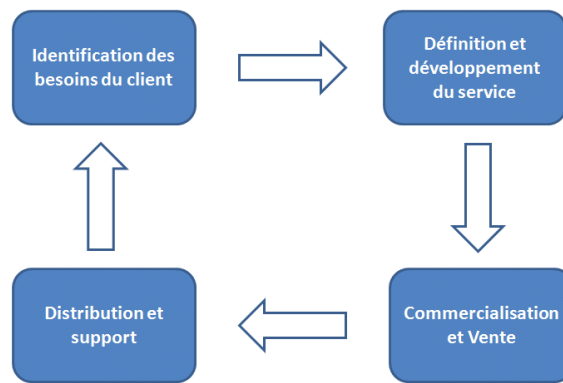 Identification des
besoins du client
Définition et
développement
du service
Distribution et
support
Commercialisation
et Vente